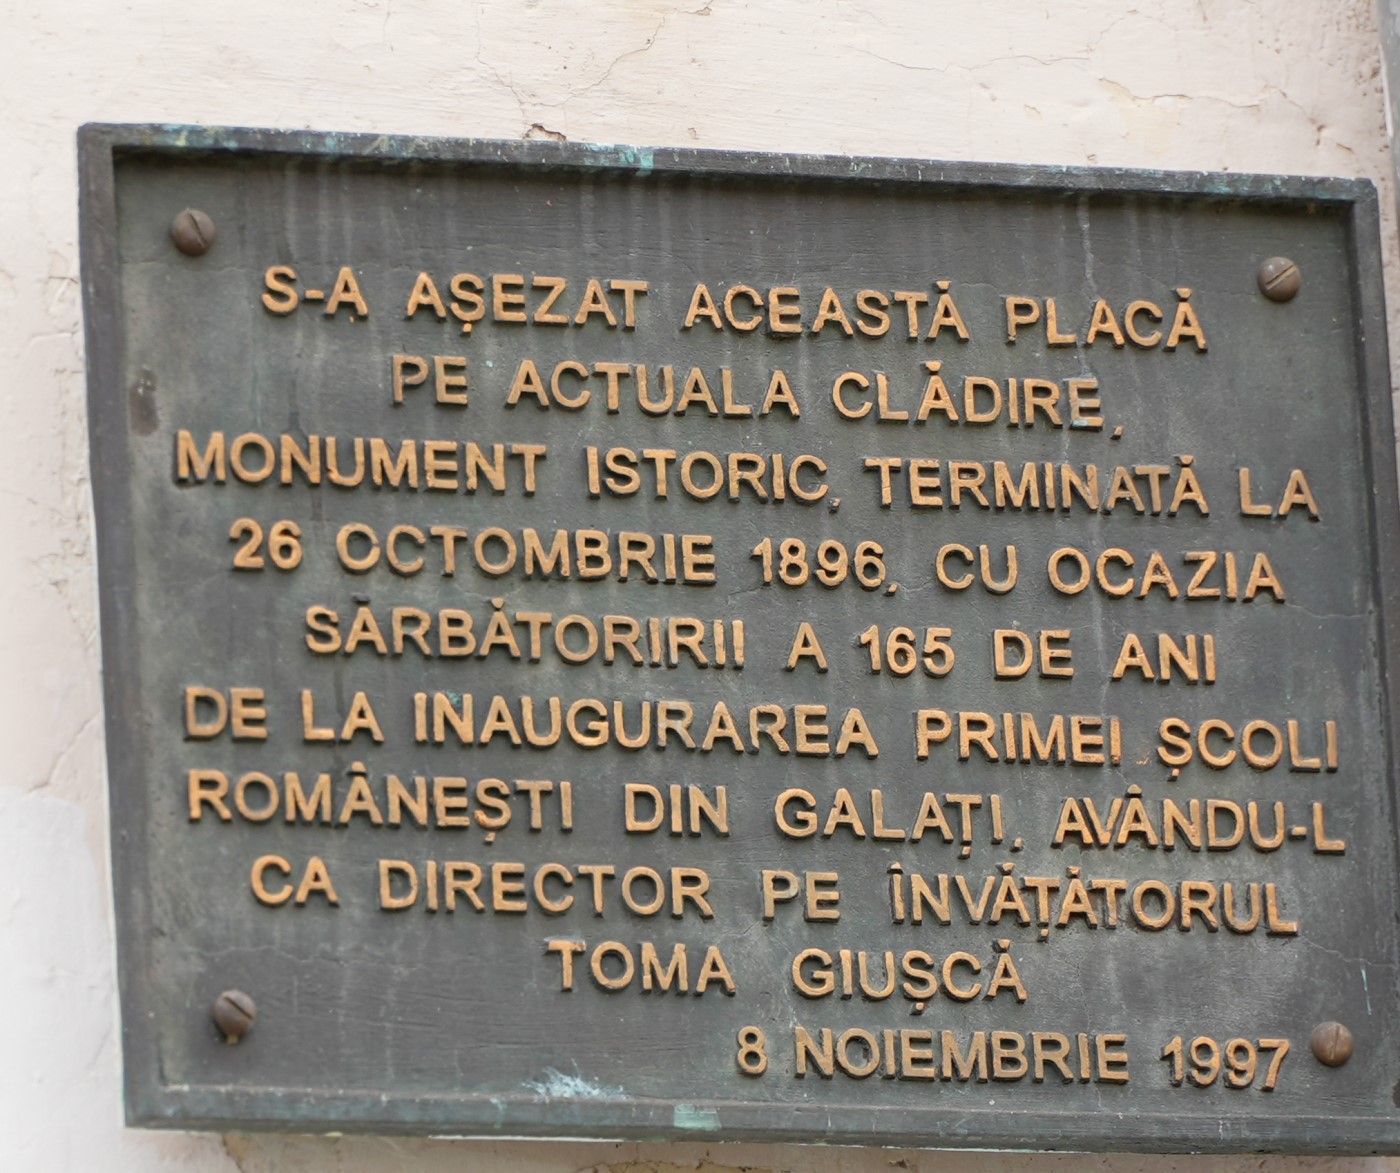 S-A AȘEZAT ACEASTĂ PLACĂ
PE ACTUALA CLĂDIRE,
MONUMENT ISTORIC, TERMINATĂ LA
26 OCTOMBRIE 1896, CU OCAZIA
SĂRBĂTORIRII A 165 DE ANI
DE LA INAUGURAREA PRIMEI ȘCOLI
ROMÂNEȘTI DIN GALAȚI, AVÂNDU-L
CA DIRECTOR PE ÎNVĂȚĂTORUL
TOMA GIUȘCĂ
8 NOIEMBRIE 1997